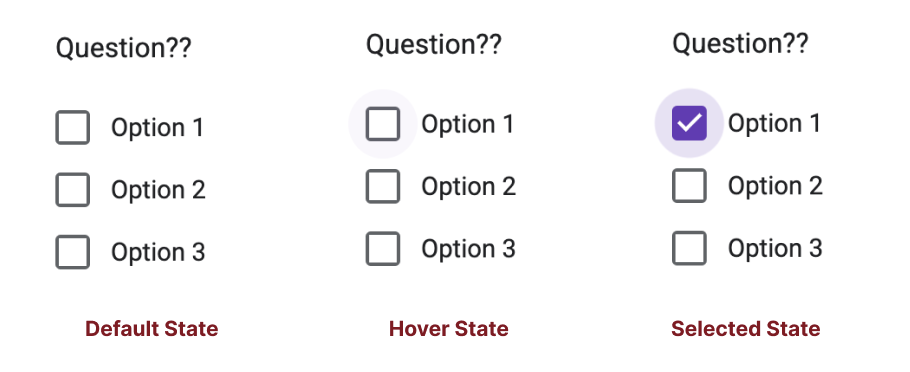 Question??
Option 1
Option 2
Option 3
Default State
Question??
Option 1
Option 2
Option 3
Hover State
Question??
Option 1
Option 2
Option 3
Selected State